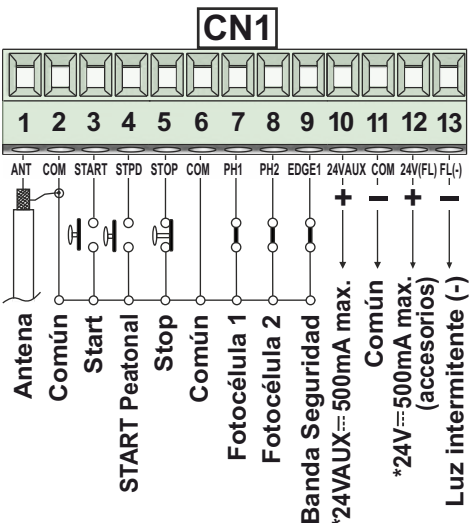 CN1
1 2 3 4 5 6 7 8 9 10 11 12 13
ANT COM START STPD STOP COM PH1 PH2 EDGE1 24VAUX COM 24V(FL) FL(-)
+ − + −
Antena
Común
Start
START Peatonal
Stop
Común
Fotocélula 1
Fotocélula 2
Banda Seguridad
*24VAUX⎓500mA max.
Común
*24V⎓500mA max.
(accesorios)
Luz intermitente (-)